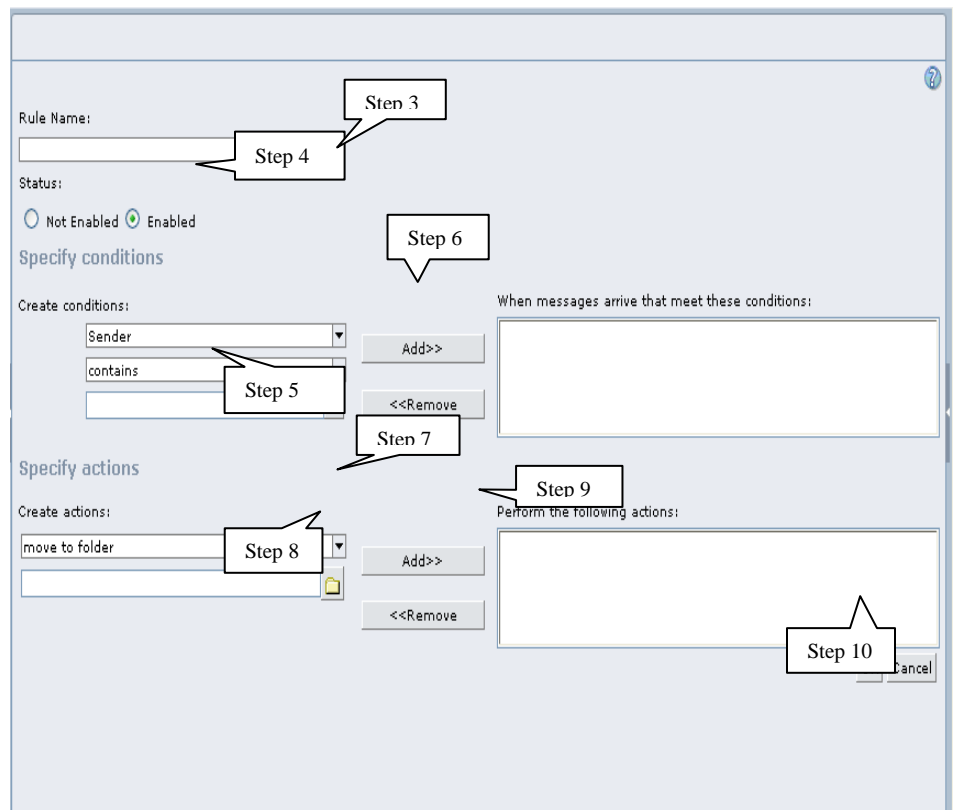 Step 3
Rule Name:
Step 4
Status:
Not Enabled
Enabled
Step 6
Specify conditions
Create conditions:
When messages arrive that meet these conditions:
Sender
Add>>
contains
Step 5
<<Remove
Step 7
Specify actions
Step 9
Create actions:
Perform the following actions:
move to folder
Step 8
Add>>
<<Remove
Step 10
Cancel